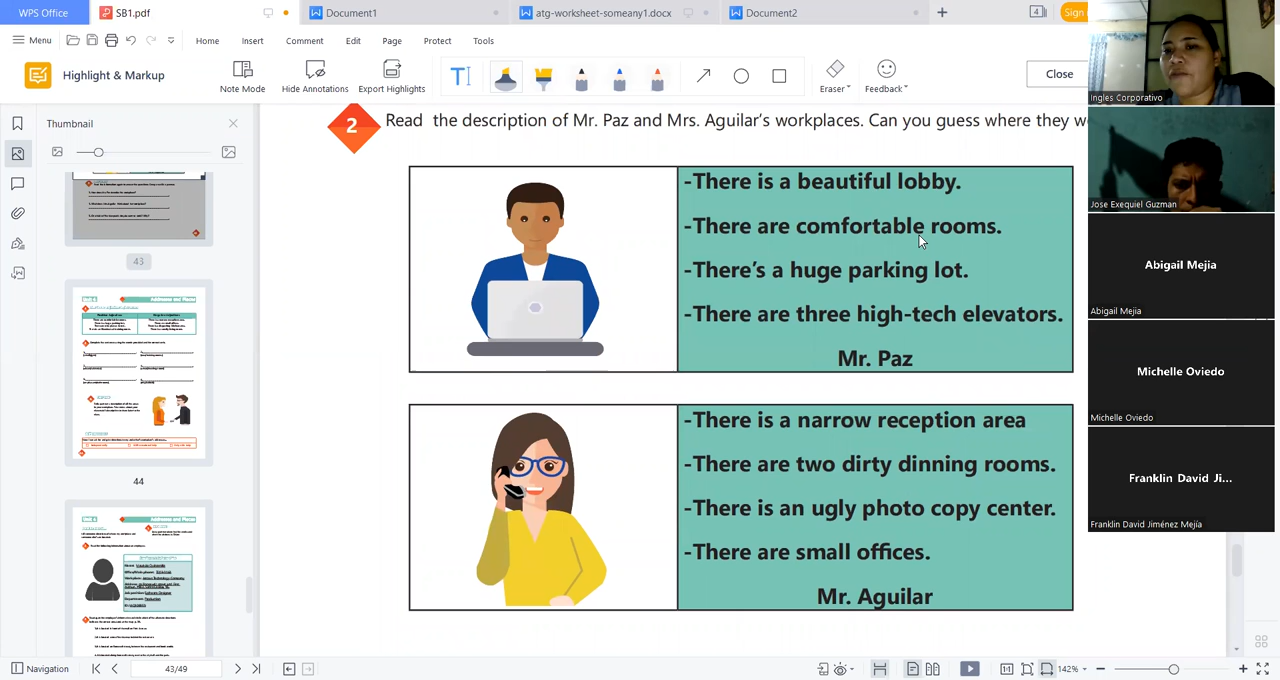 WPS Office
SB1.pdf
Document1
atg-worksheet-someany1.docx
Document2
4
Sign
Menu
Home
Insert
Comment
Edit
Page
Protect
Tools
Highlight & Markup
Note Mode
Hide Annotations
Export Highlights
Eraser
Feedback
Close
Thumbnail
43
44
2
Read the description of Mr. Paz and Mrs. Aguilar's workplaces. Can you guess where they
-There is a beautiful lobby.
-There are comfortable rooms.
-There's a huge parking lot.
-There are three high-tech elevators.
Mr. Paz
-There is a narrow reception area
-There are two dirty dinning rooms.
-There is an ugly photo copy center.
-There are small offices.
Mr. Aguilar
Ingles Corporativo
Jose Exequiel Guzman
Abigail Mejia
Abigail Mejia
Michelle Oviedo
Michelle Oviedo
Franklin David Ji...
Franklin David Jiménez Mejía
Navigation
43/49
142%